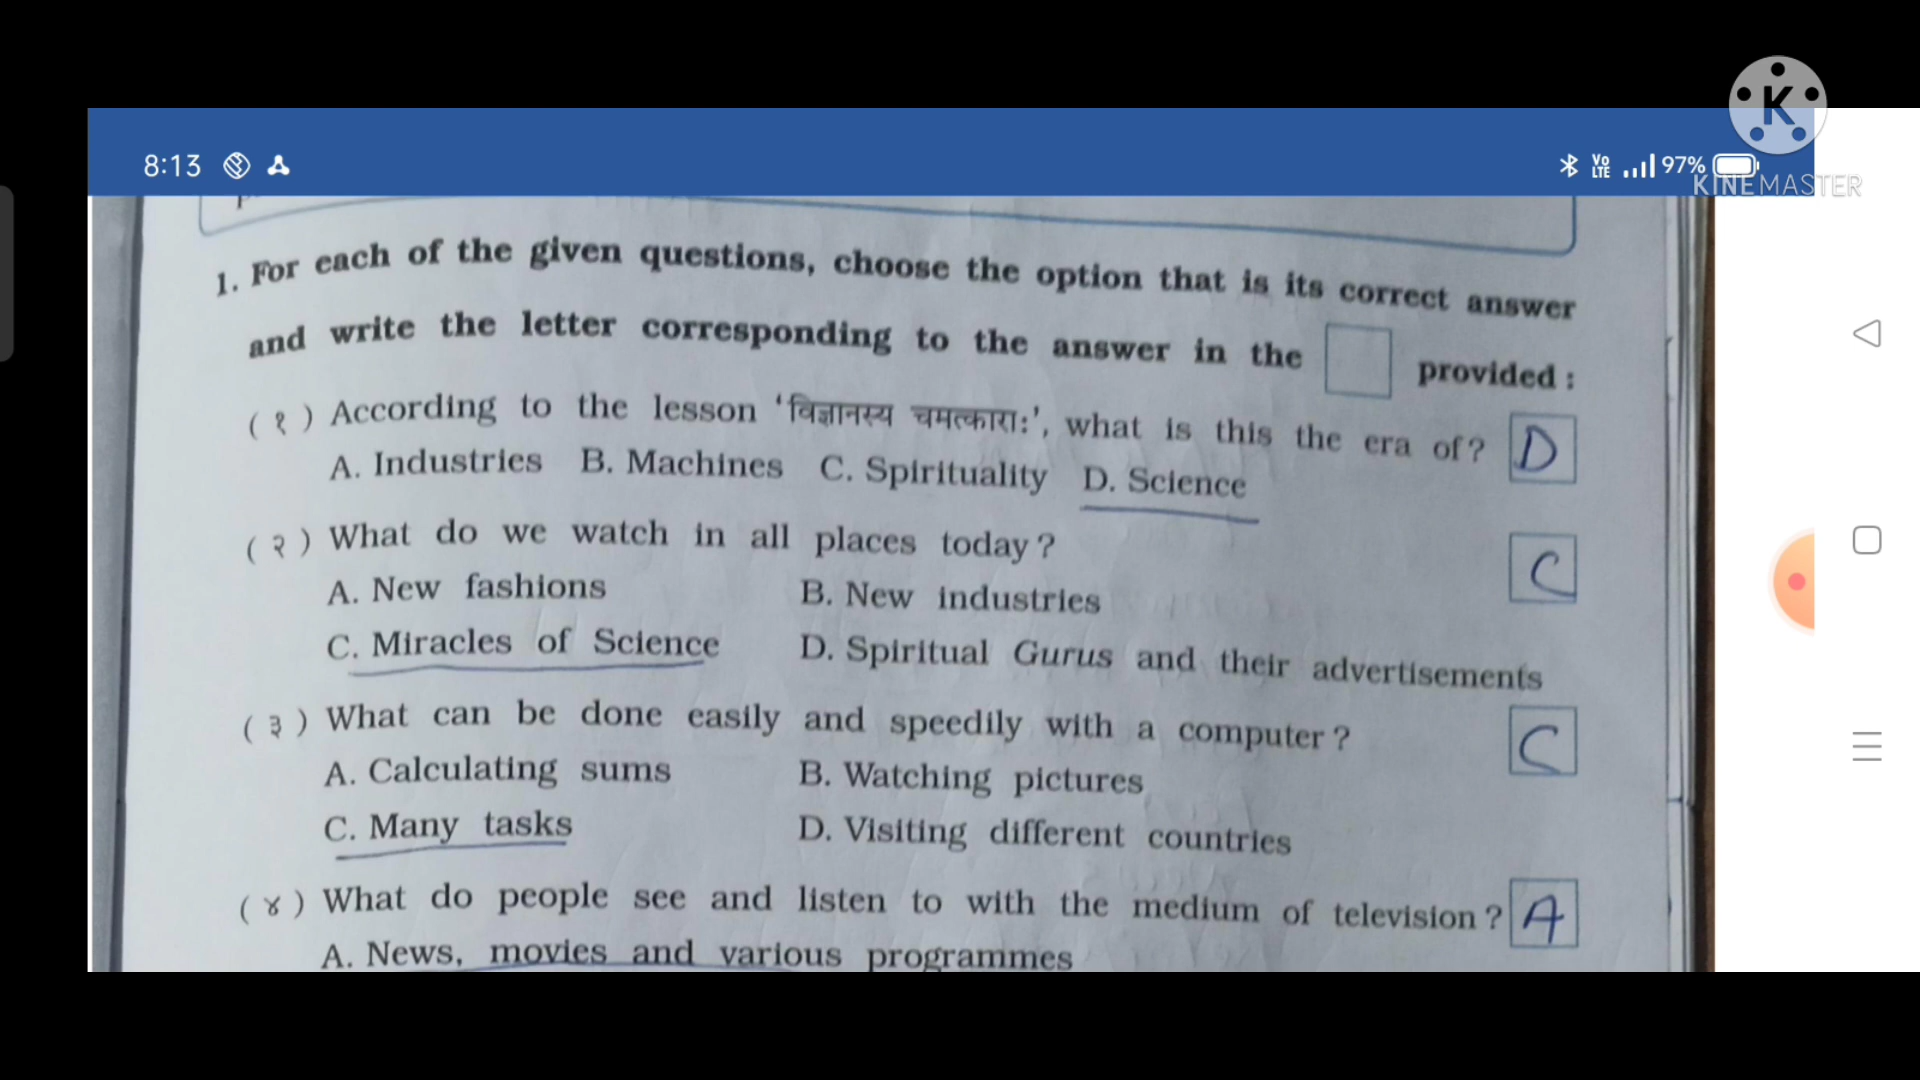 8:13
Vo LTE 97%
K
KINEMASTER
1. For each of the given questions, choose the option that is its correct answer
and write the letter corresponding to the answer in the provided :
( १ ) According to the lesson 'विज्ञानस्य चमत्काराः', what is this the era of? D
A. Industries B. Machines C. Spirituality D. Science
( २ ) What do we watch in all places today?
C
A. New fashions B. New industries
C. Miracles of Science D. Spiritual Gurus and their advertisements
( ३ ) What can be done easily and speedily with a computer? C
A. Calculating sums B. Watching pictures
C. Many tasks D. Visiting different countries
( ४ ) What do people see and listen to with the medium of television? A
A. News, movies and various programmes